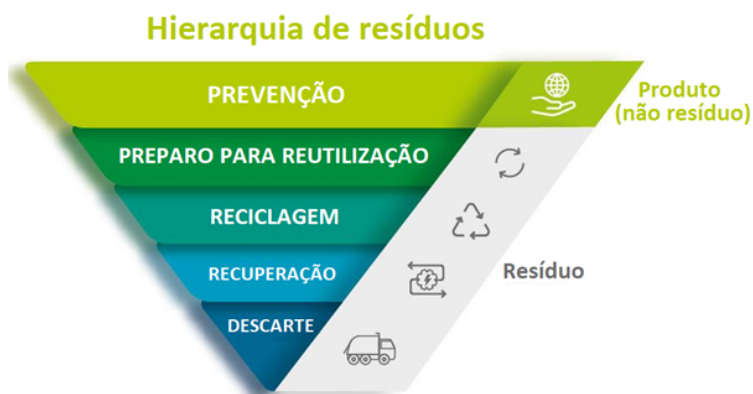 Hierarquia de resíduos
PREVENÇÃO
Produto
(não resíduo)
PREPARO PARA REUTILIZAÇÃO
RECICLAGEM
RECUPERAÇÃO
Resíduo
DESCARTE